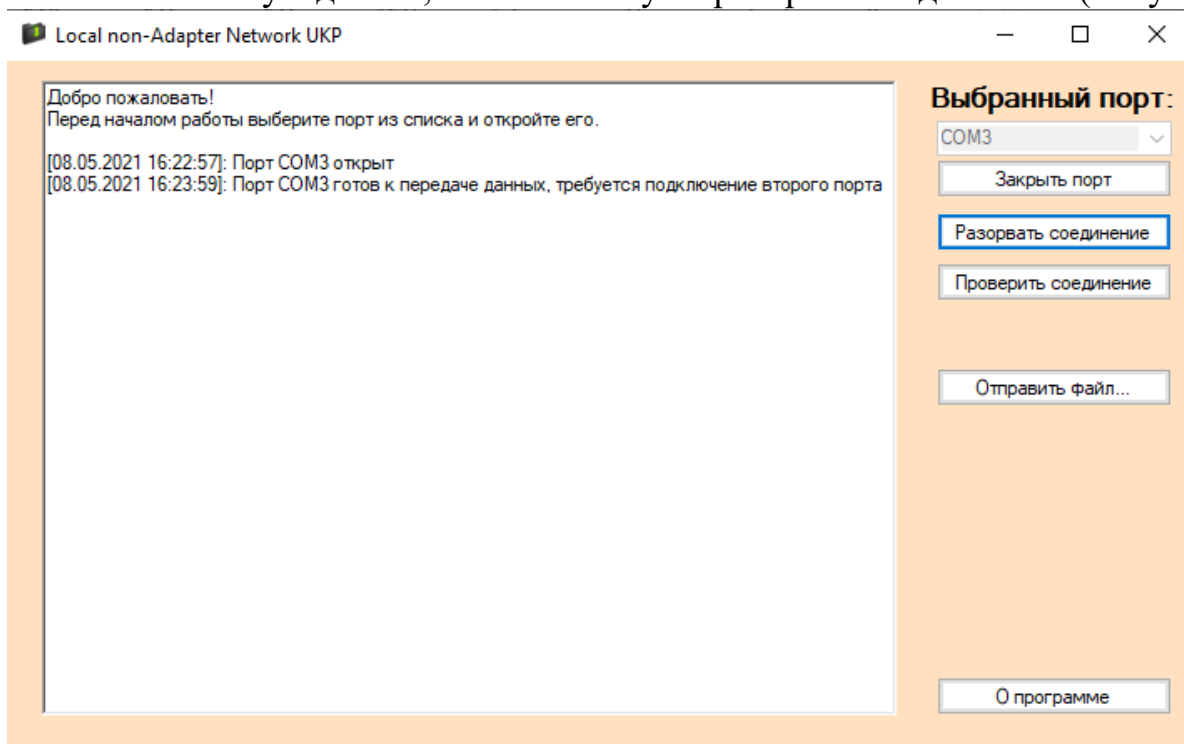 Local non-Adapter Network UKP
Добро пожаловать!
Перед началом работы выберите порт из списка и откройте его.
[08.05.2021 16:22:57]: Порт COM3 открыт
[08.05.2021 16:23:59]: Порт COM3 готов к передаче данных, требуется подключение второго порта
Выбранный порт:
COM3
Закрыть порт
Разорвать соединение
Проверить соединение
Отправить файл...
О программе